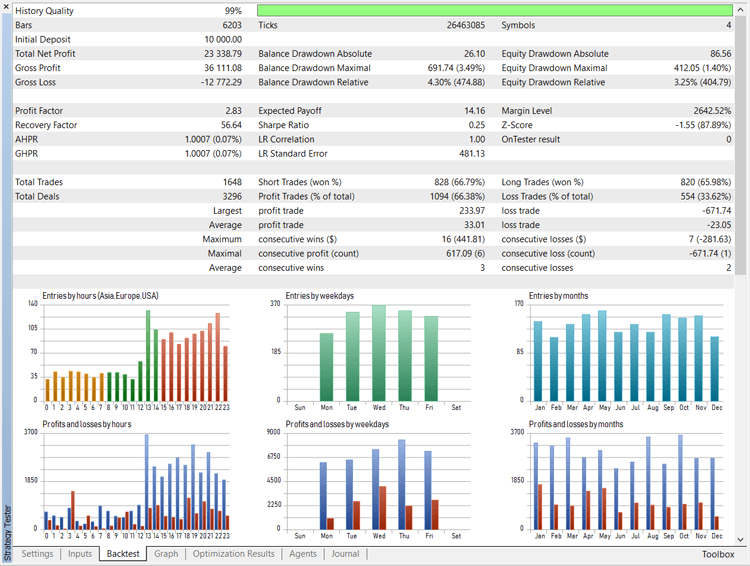 History Quality 99%
Bars 6203 Ticks 26463085 Symbols 4
Initial Deposit 10 000.00
Total Net Profit 23 338.79 Balance Drawdown Absolute 26.10 Equity Drawdown Absolute 86.56
Gross Profit 36 111.08 Balance Drawdown Maximal 691.74 (3.49%) Equity Drawdown Maximal 412.05 (1.40%)
Gross Loss -12 772.29 Balance Drawdown Relative 4.30% (474.88) Equity Drawdown Relative 3.25% (404.79)
Profit Factor 2.83 Expected Payoff 14.16 Margin Level 2642.52%
Recovery Factor 56.64 Sharpe Ratio 0.25 Z-Score -1.55 (87.89%)
AHPR 1.0007 (0.07%) LR Correlation 1.00 OnTester result 0
GHPR 1.0007 (0.07%) LR Standard Error 481.13
Total Trades 1648 Short Trades (won %) 828 (66.79%) Long Trades (won %) 820 (65.98%)
Total Deals 3296 Profit Trades (% of total) 1094 (66.38%) Loss Trades (% of total) 554 (33.62%)
Largest profit trade 233.97 loss trade -671.74
Average profit trade 33.01 loss trade -23.05
Maximum consecutive wins ($) 16 (441.81) consecutive losses ($) 7 (-281.63)
Maximal consecutive profit (count) 617.09 (6) consecutive loss (count) -671.74 (1)
Average consecutive wins 3 consecutive losses 2
Entries by hours (Asia,Europe,USA) Entries by weekdays Entries by months
140 370 170
105
70 185 85
35
0 0 0
0 1 2 3 4 5 6 7 8 9 10 11 12 13 14 15 16 17 18 19 20 21 22 23 Sun Mon Tue Wed Thu Fri Sat Jan Feb Mar Apr May Jun Jul Aug Sep Oct Nov Dec
Profits and losses by hours Profits and losses by weekdays Profits and losses by months
3700 9000 3700
6750
1850 4500 1850
2250
0 0 0
0 1 2 3 4 5 6 7 8 9 10 11 12 13 14 15 16 17 18 19 20 21 22 23 Sun Mon Tue Wed Thu Fri Sat Jan Feb Mar Apr May Jun Jul Aug Sep Oct Nov Dec
Strategy Tester
Settings Inputs Backtest Graph Optimization Results Agents Journal Toolbox